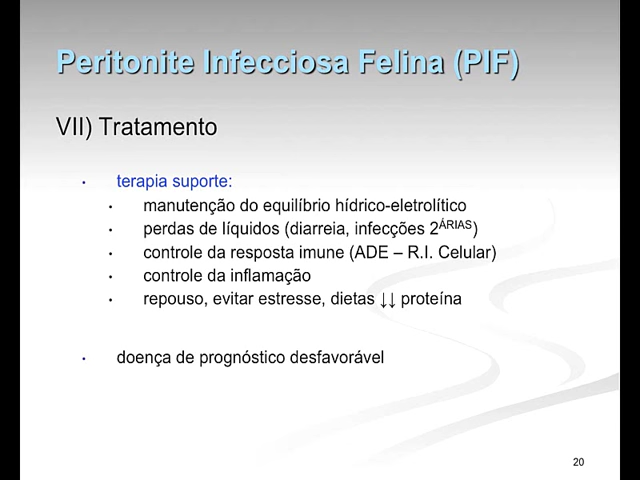 Peritonite Infecciosa Felina (PIF)
VII) Tratamento
• terapia suporte:
• manutenção do equilíbrio hídrico-eletrolítico
• perdas de líquidos (diarreia, infecções 2ÁRIAS)
• controle da resposta imune (ADE – R.I. Celular)
• controle da inflamação
• repouso, evitar estresse, dietas ↓↓ proteína
• doença de prognóstico desfavorável
20